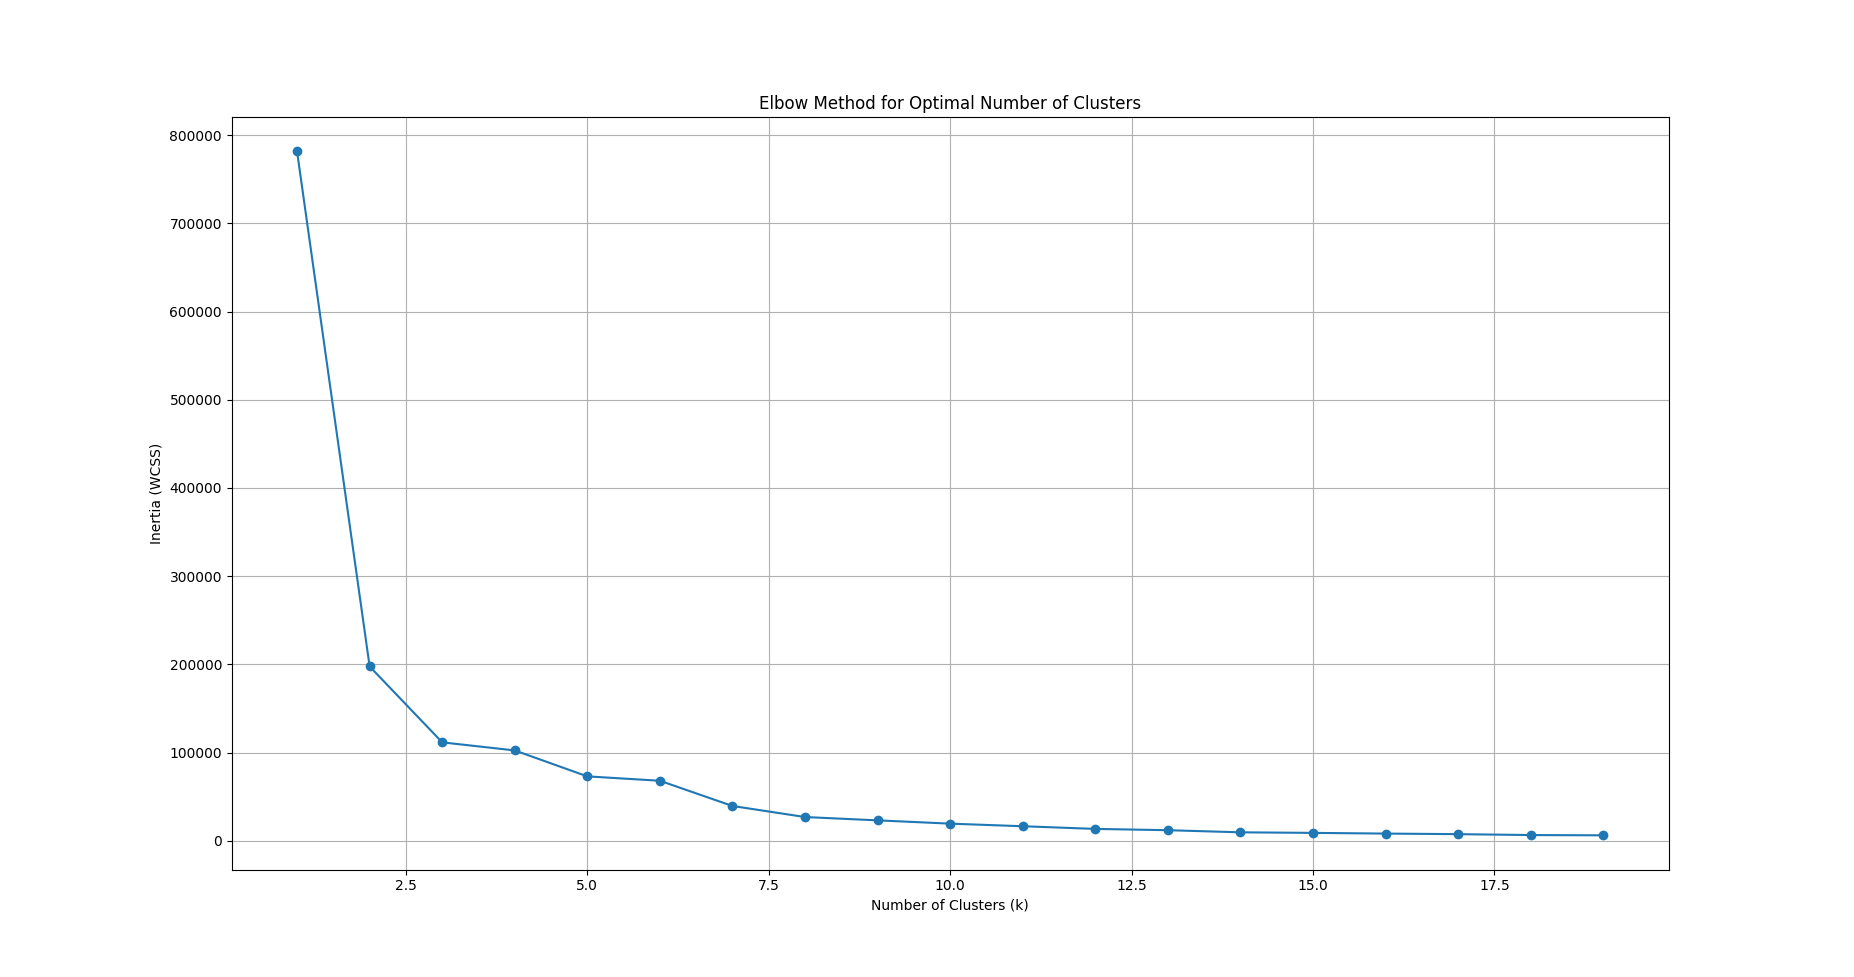 Elbow Method for Optimal Number of Clusters
800000
700000
600000
500000
400000
300000
200000
100000
0
Inertia (WCSS)
2.5 5.0 7.5 10.0 12.5 15.0 17.5
Number of Clusters (k)